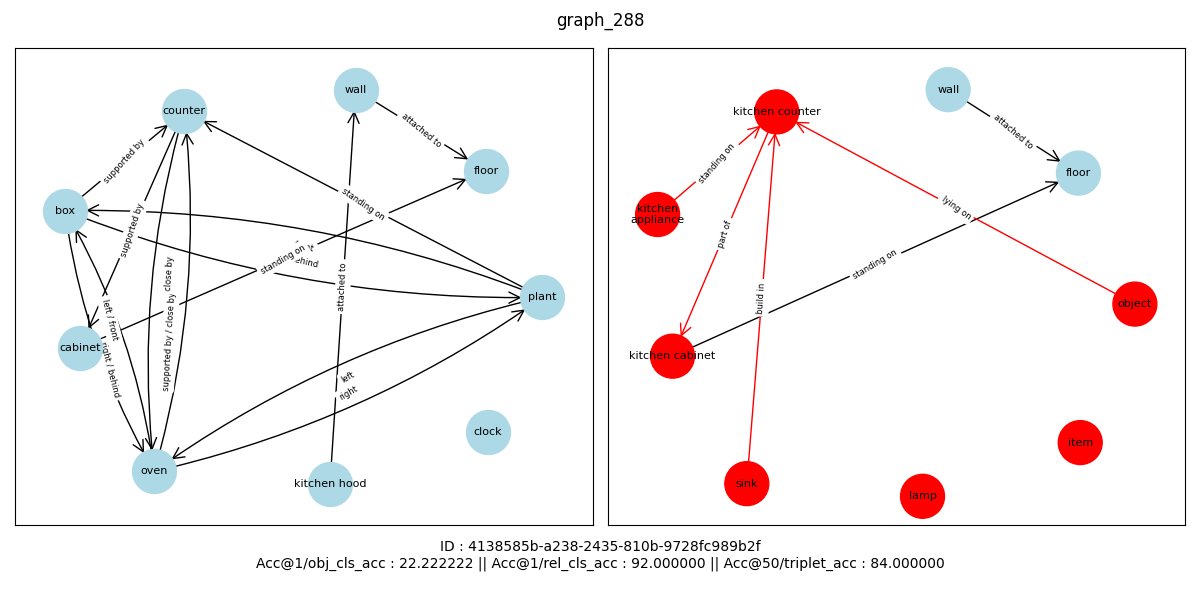 graph_288
counter
wall
floor
box
plant
cabinet
clock
oven
kitchen hood
supported by
attached to
standing on
supported by
standing on
attached to
left / front
right / behind
supported by / close by
close by
left
right
kitchen counter
wall
floor
kitchen
appliance
object
kitchen cabinet
item
sink
lamp
standing on
attached to
part of
lying on
standing on
build in
ID : 4138585b-a238-2435-810b-9728fc989b2f
Acc@1/obj_cls_acc : 22.222222 || Acc@1/rel_cls_acc : 92.000000 || Acc@50/triplet_acc : 84.000000